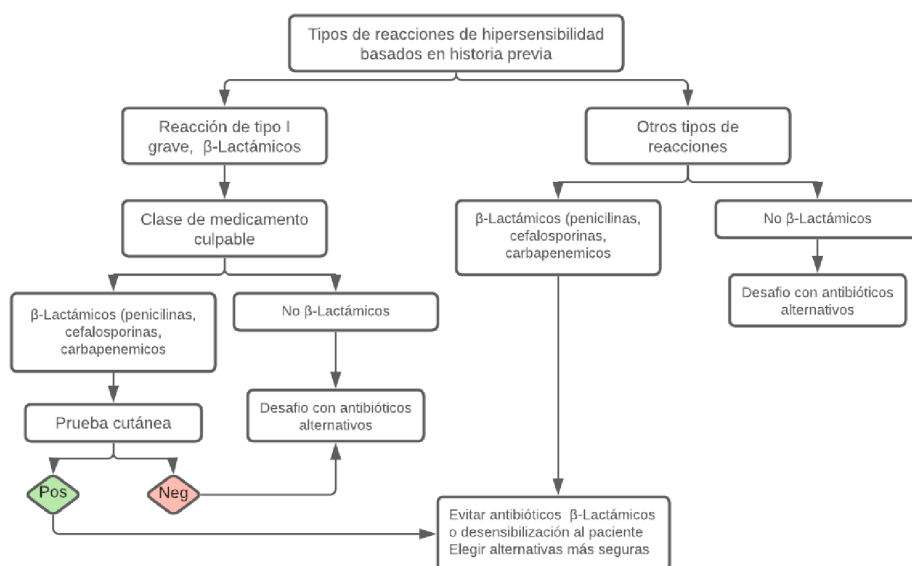 Tipos de reacciones de hipersensibilidad
basados en historia previa
Reacción de tipo I
grave, β-Lactámicos
Otros tipos de
reacciones
Clase de medicamento
culpable
β-Lactámicos (penicilinas,
cefalosporinas,
carbapenemicos
No β-Lactámicos
β-Lactámicos (penicilinas,
cefalosporinas,
carbapenemicos
No β-Lactámicos
Desafio con antibióticos
alternativos
Prueba cutánea
Desafio con antibióticos
alternativos
Pos
Neg
Evitar antibióticos β-Lactámicos
o desensibilización al paciente
Elegir alternativas más seguras